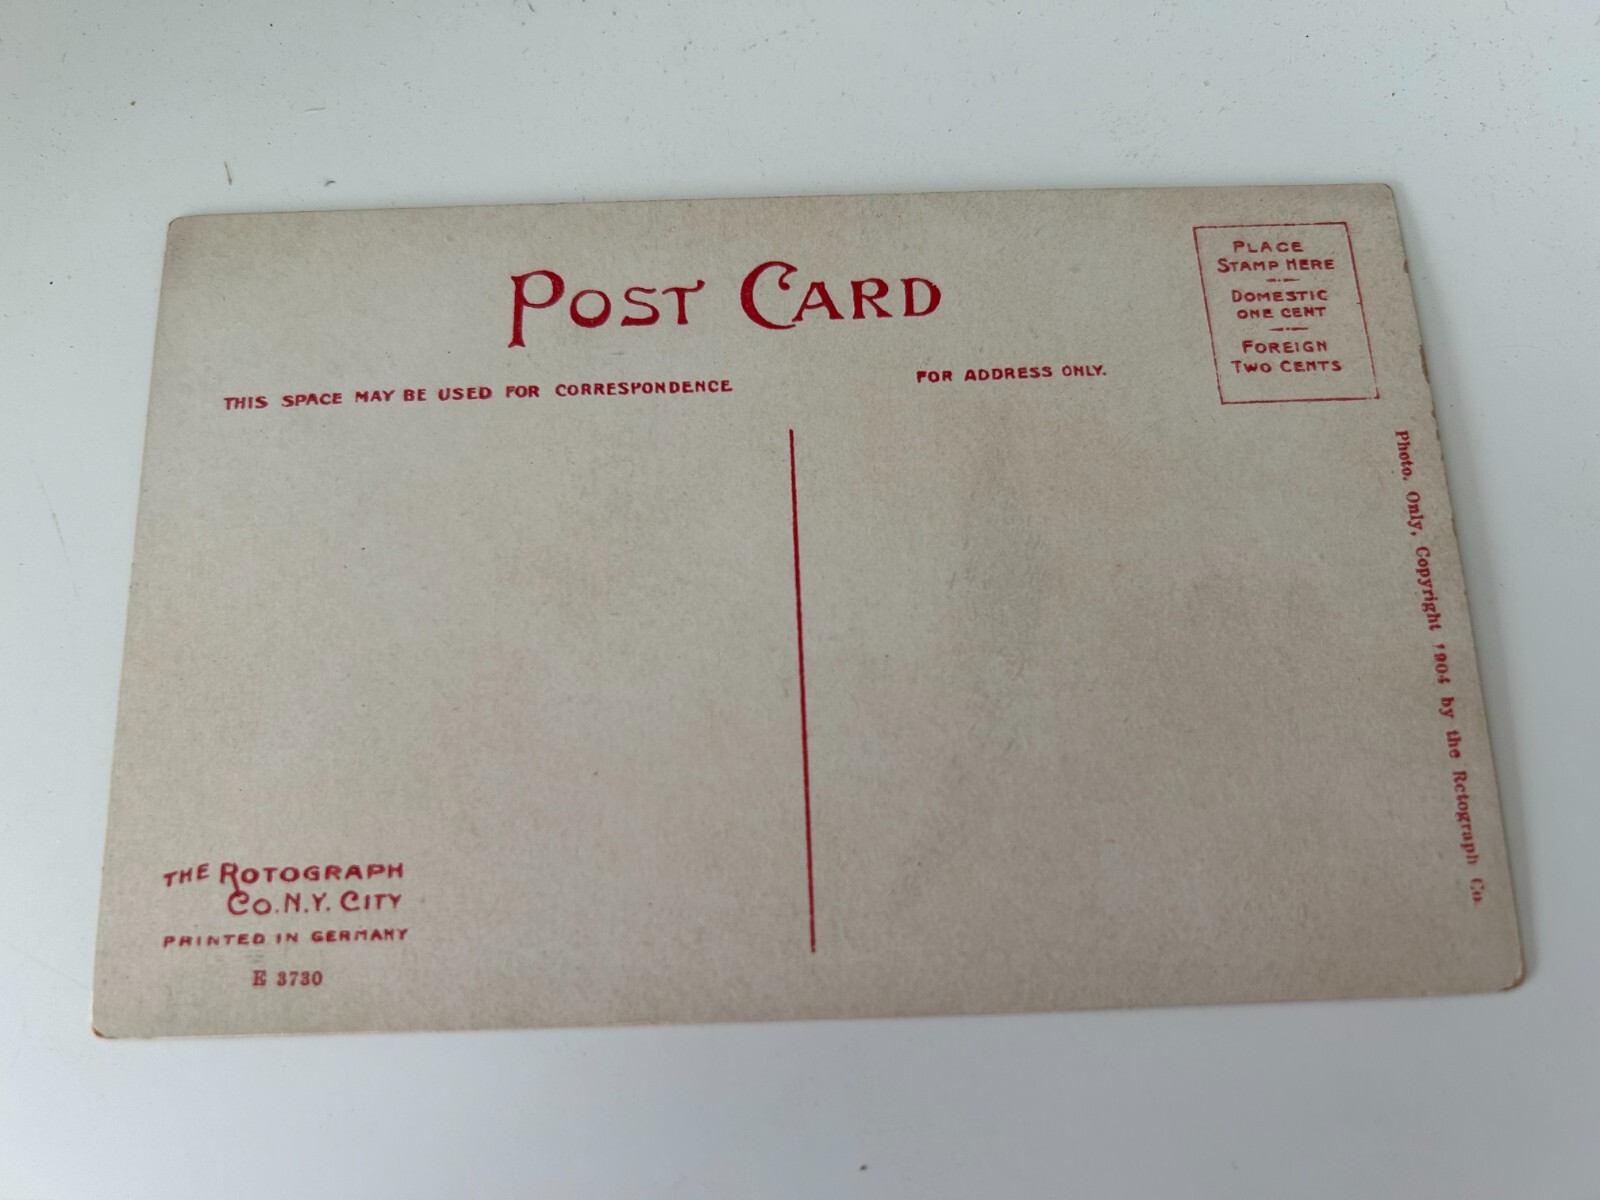 POST CARD
PLACE
STAMP HERE
DOMESTIC
ONE CENT
FOREIGN
TWO CENTS
THIS SPACE MAY BE USED FOR CORRESPONDENCE
FOR ADDRESS ONLY.
Photo. Only, Copyright 1904 by the Rotograph Co.
THE ROTOGRAPH
CO. N.Y. CITY
PRINTED IN GERMANY
E 3730